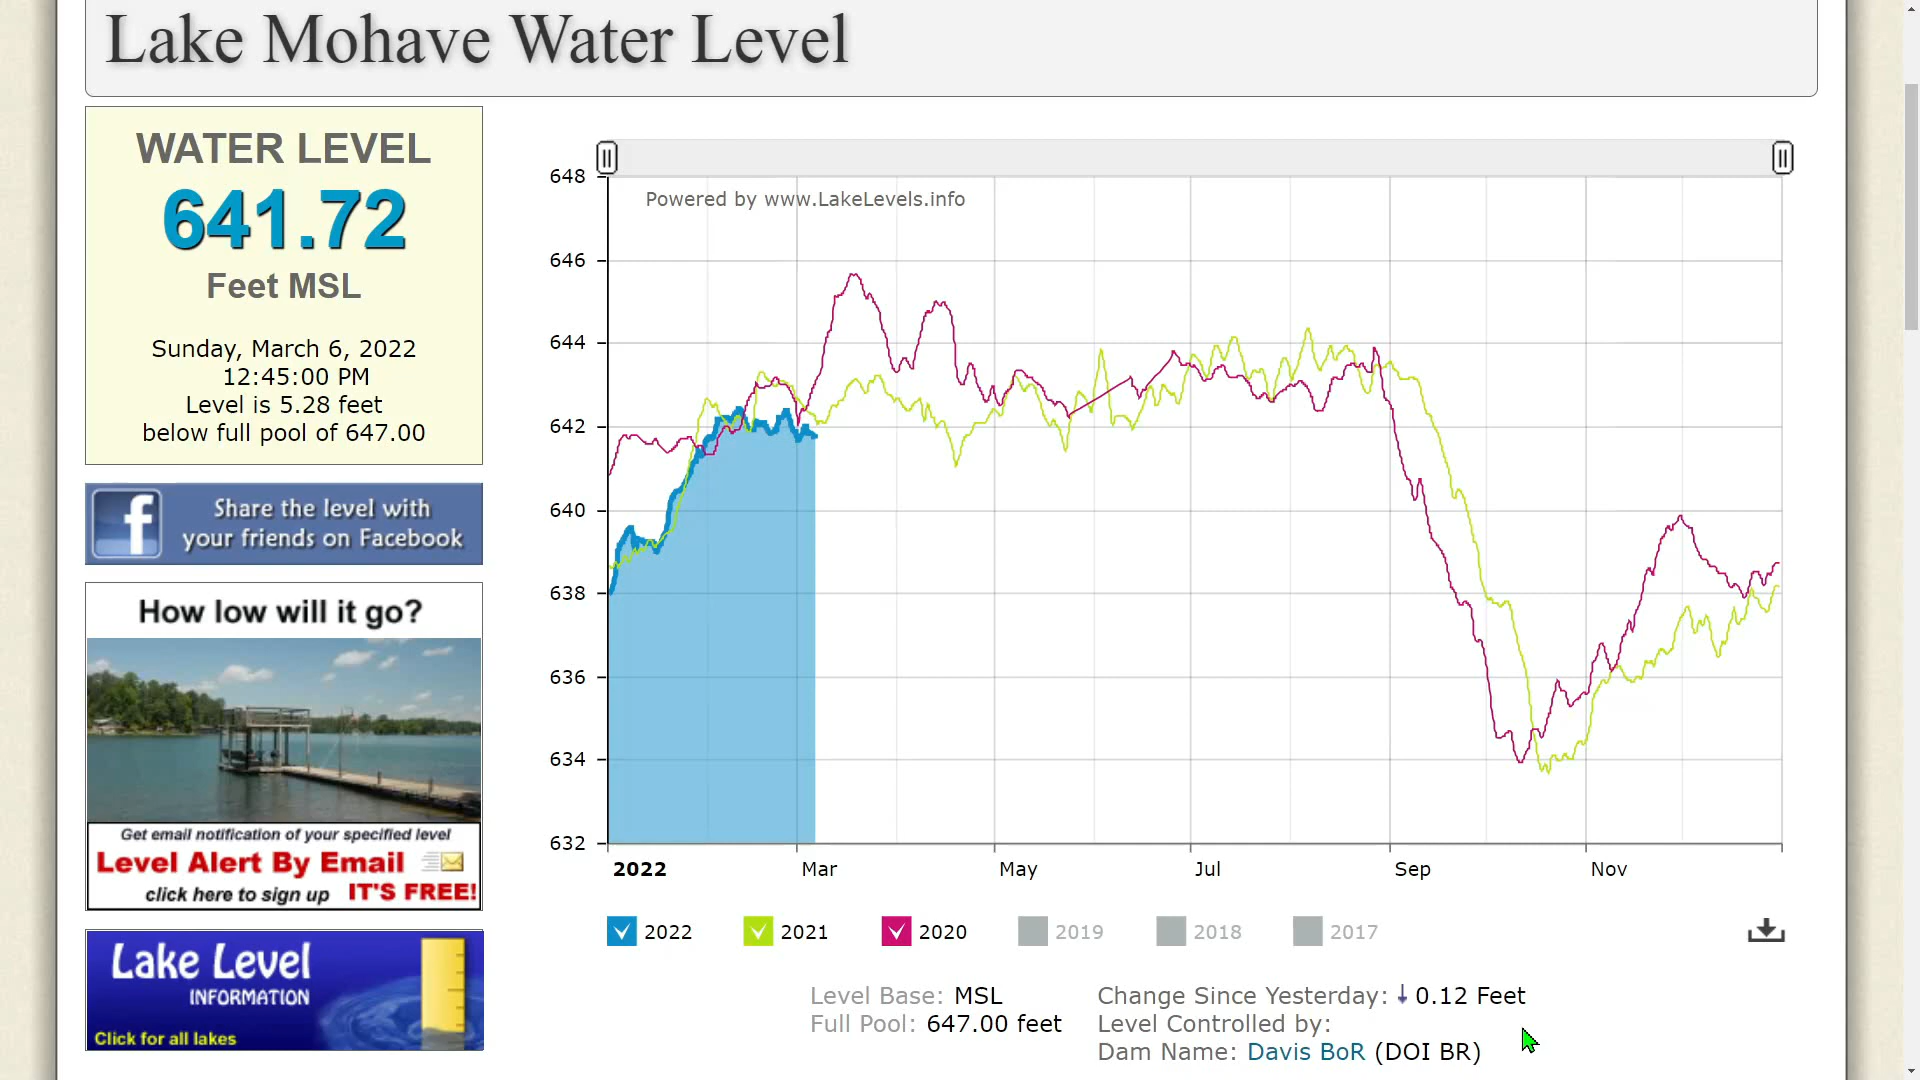 Lake Mohave Water Level
WATER LEVEL
641.72
Feet MSL
Sunday, March 6, 2022
12:45:00 PM
Level is 5.28 feet
below full pool of 647.00
Share the level with
your friends on Facebook
How low will it go?
Get email notification of your specified level
Level Alert By Email
click here to sign up IT'S FREE!
Lake Level
INFORMATION
Click for all lakes
Powered by www.LakeLevels.info
648
646
644
642
640
638
636
634
632
2022 Mar May Jul Sep Nov
2022 2021 2020 2019 2018 2017
Level Base: MSL
Full Pool: 647.00 feet
Change Since Yesterday: 0.12 Feet
Level Controlled by:
Dam Name: Davis BoR (DOI BR)